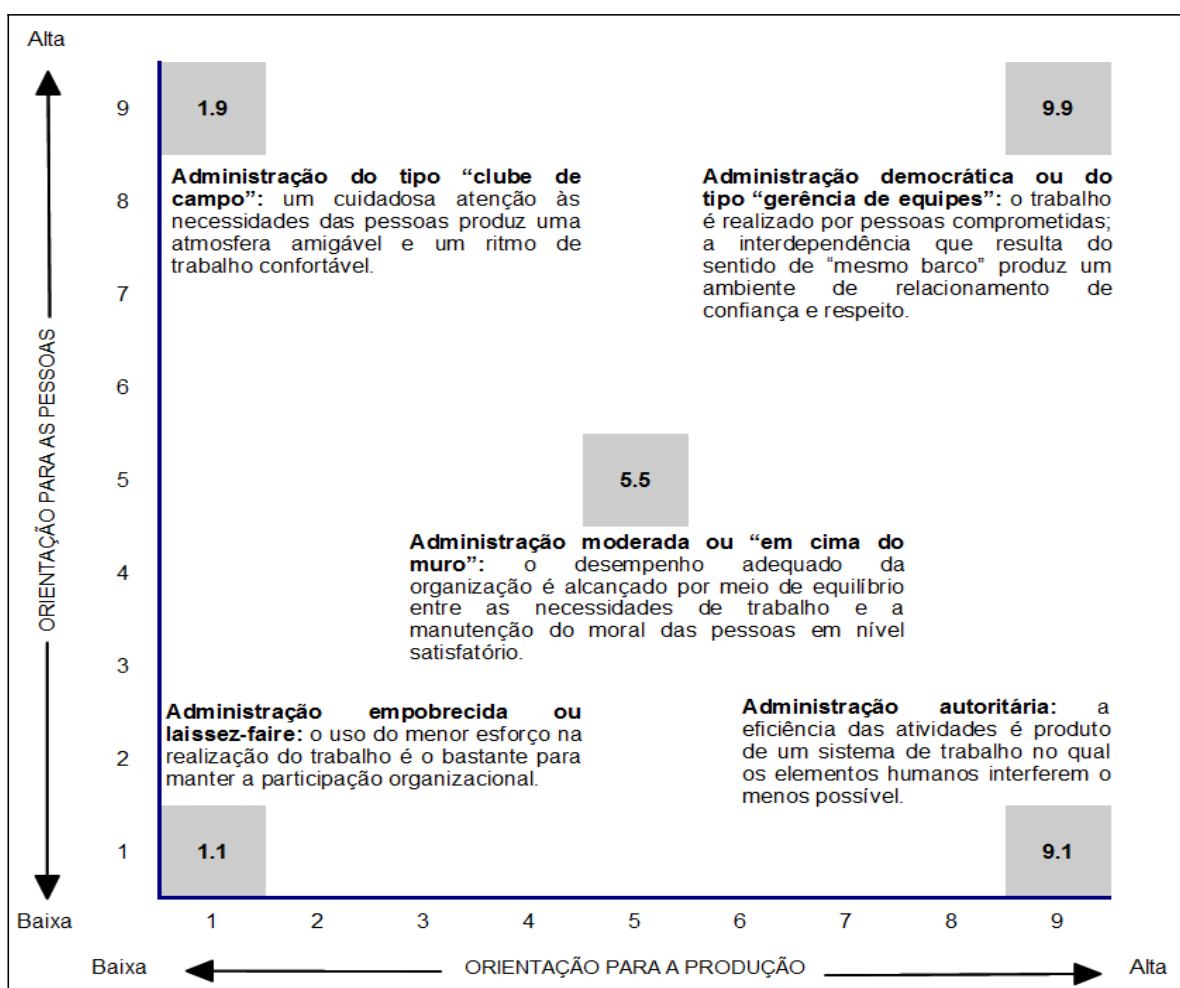 Alta
9
1.9
9.9
Administração do tipo “clube de
campo”: um cuidadosa atenção às
necessidades das pessoas produz uma
atmosfera amigável e um ritmo de
trabalho confortável.
Administração democrática ou do
tipo “gerência de equipes”: o trabalho
é realizado por pessoas comprometidas;
a interdependência que resulta do
sentido de “mesmo barco” produz um
ambiente de relacionamento de
confiança e respeito.
8
7
6
ORIENTAÇÃO PARA AS PESSOAS
5
5.5
Administração moderada ou “em cima do
muro”: o desempenho adequado da
organização é alcançado por meio de equilíbrio
entre as necessidades de trabalho e a
manutenção do moral das pessoas em nível
satisfatório.
4
3
Administração empobrecida ou
laissez-faire: o uso do menor esforço na
realização do trabalho é o bastante para
manter a participação organizacional.
Administração autoritária: a
eficiência das atividades é produto
de um sistema de trabalho no qual
os elementos humanos interferem o
menos possível.
2
1
1.1
9.1
Baixa
1 2 3 4 5 6 7 8 9
Baixa ORIENTAÇÃO PARA A PRODUÇÃO Alta